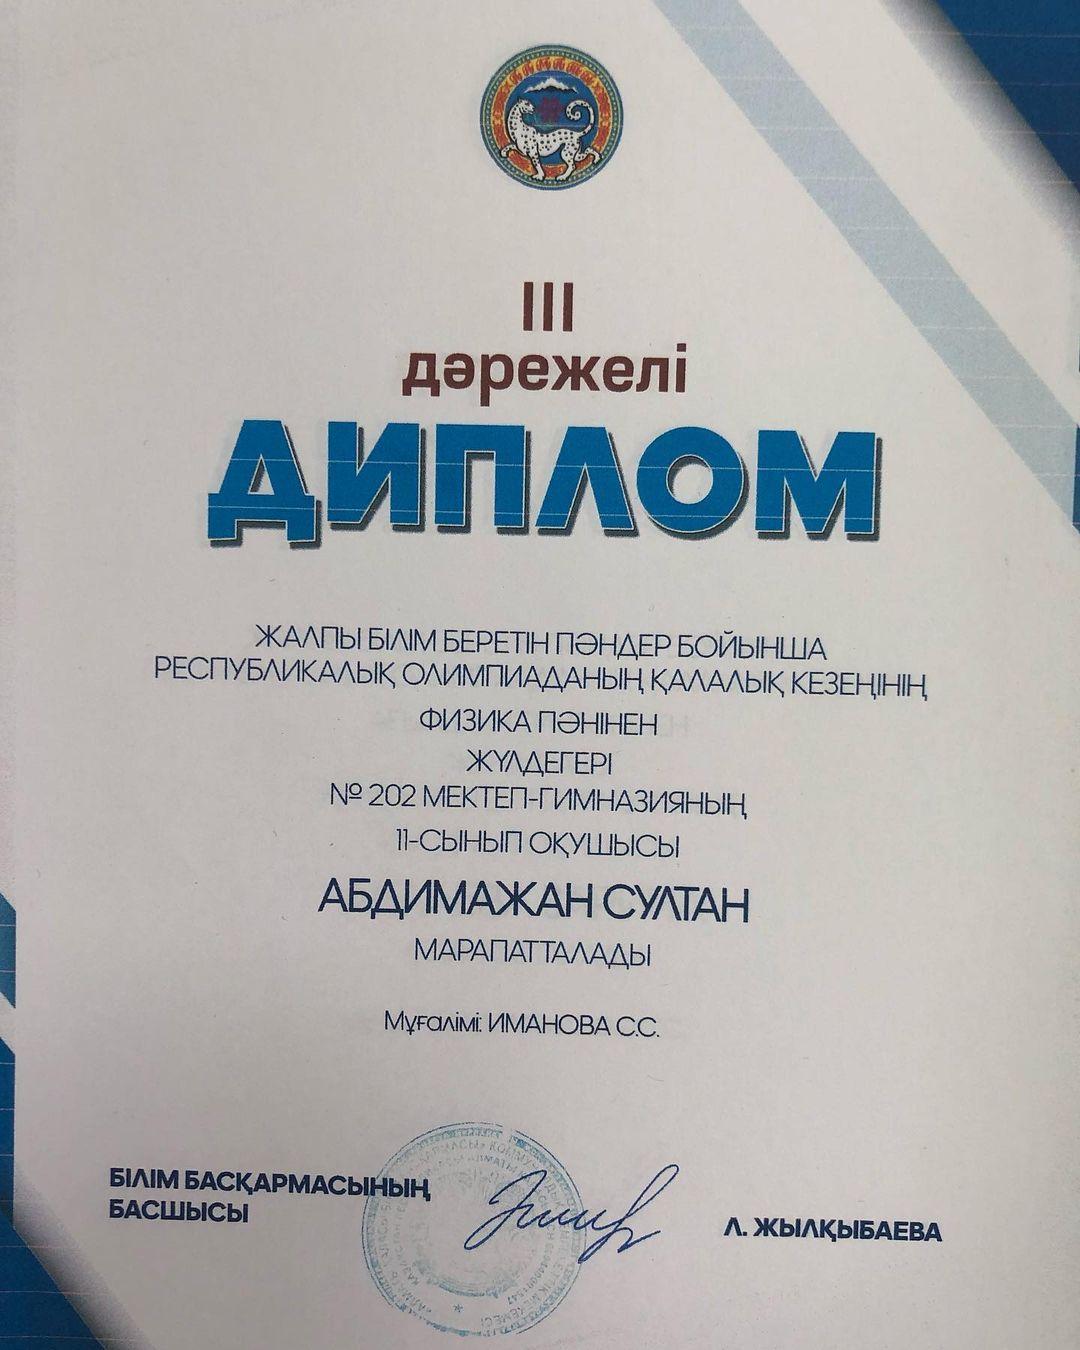 III
дәрежелі
ДИПЛОМ
ЖАЛПЫ БІЛІМ БЕРЕТІН ПӘНДЕР БОЙЫНША
РЕСПУБЛИКАЛЫҚ ОЛИМПИАДАНЫҢ ҚАЛАЛЫҚ КЕЗЕҢІНІҢ
ФИЗИКА ПӘНІНЕН
ЖҮЛДЕГЕРІ
№ 202 МЕКТЕП-ГИМНАЗИЯНЫҢ
11-СЫНЫП ОҚУШЫСЫ
АБДИМАЖАН СУЛТАН
МАРАПАТТАЛАДЫ
Мұғалімі: ИМАНОВА С.С.
БІЛІМ БАСҚАРМАСЫНЫҢ
БАСШЫСЫ
Л. ЖЫЛҚЫБАЕВА